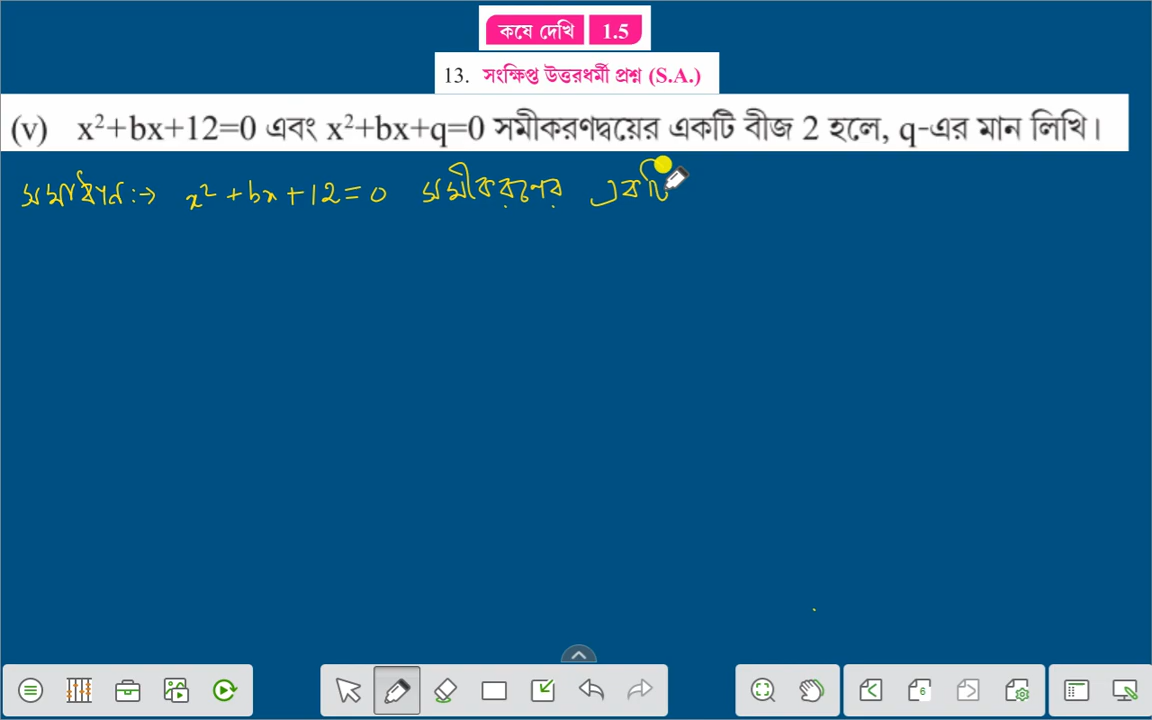 কষে দেখি 1.5
13. সংক্ষিপ্ত উত্তরধর্মী প্রশ্ন (S.A.)
(v) x²+bx+12=0 এবং x²+bx+q=0 সমীকরণদ্বয়ের একটি বীজ 2 হলে, q-এর মান লিখি।
সমাধান:→ x² + bx + 12 = 0 সমীকরণের একটি
6